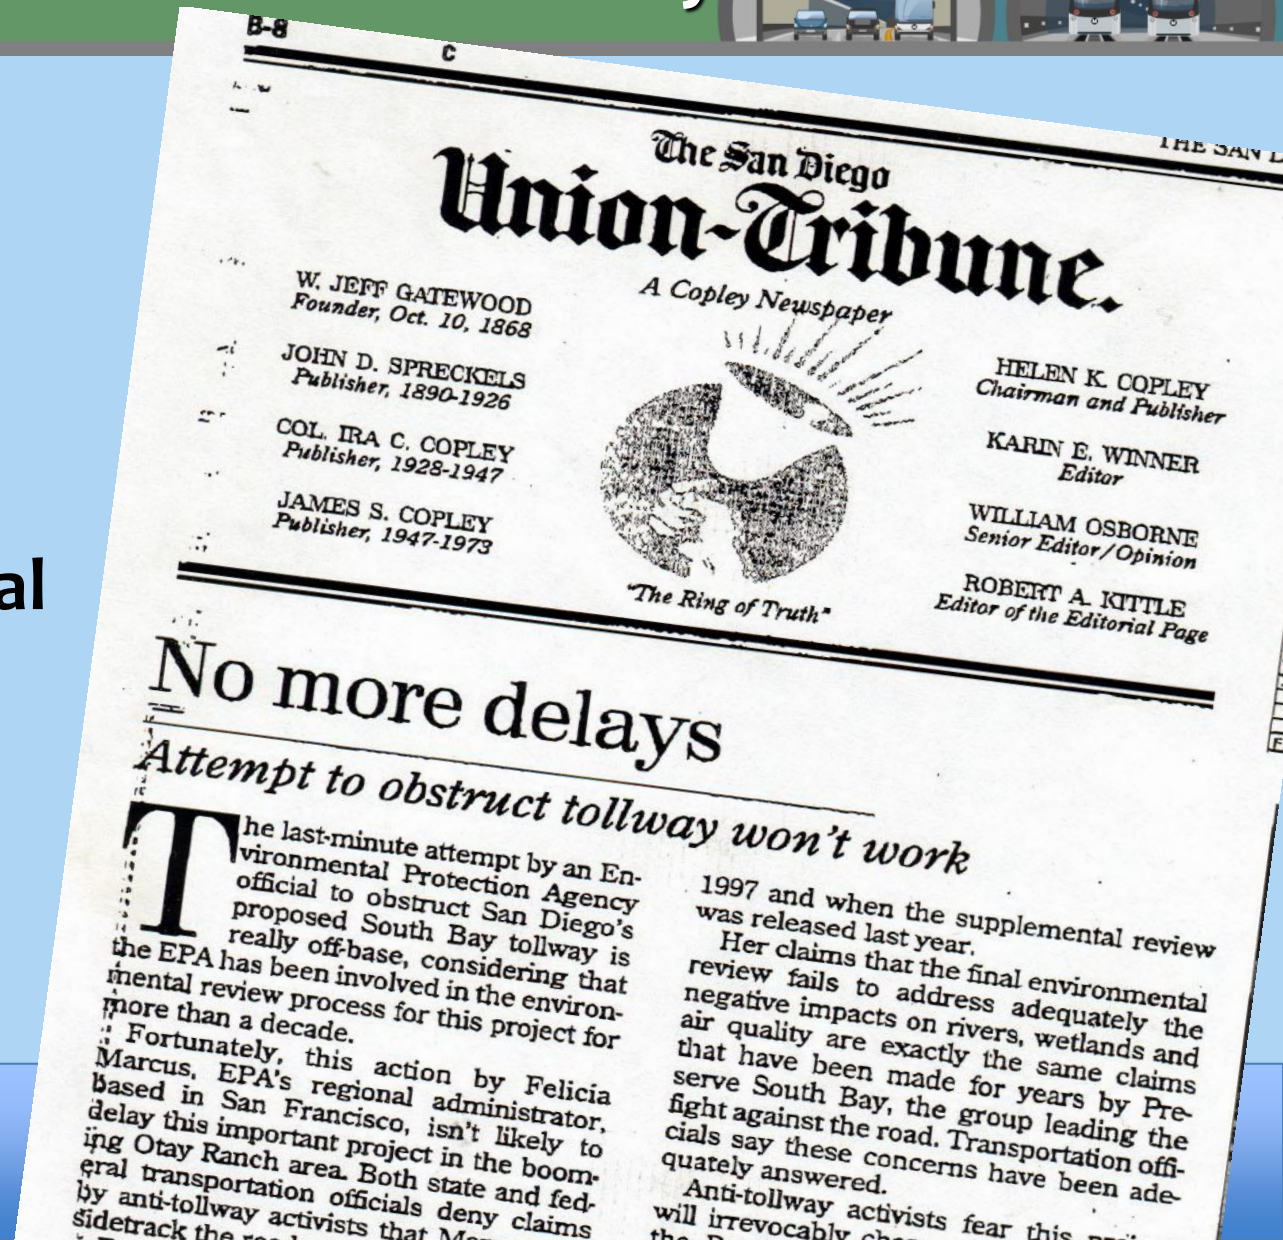 B-8
C
THE SAN
The San Diego
Union-Tribune.
A Copley Newspaper
W. JEFF GATEWOOD
Founder, Oct. 10, 1868
JOHN D. SPRECKELS
Publisher, 1890-1926
COL. IRA C. COPLEY
Publisher, 1928-1947
JAMES S. COPLEY
Publisher, 1947-1973
HELEN K. COPLEY
Chairman and Publisher
KARIN E. WINNER
Editor
WILLIAM OSBORNE
Senior Editor/Opinion
ROBERT A. KITTLE
Editor of the Editorial Page
"The Ring of Truth"
al
No more delays
Attempt to obstruct tollway won't work
The last-minute attempt by an En-
vironmental Protection Agency
official to obstruct San Diego's
proposed South Bay tollway is
really off-base, considering that
the EPA has been involved in the environ-
mental review process for this project for
more than a decade.
Fortunately, this action by Felicia
Marcus, EPA's regional administrator,
based in San Francisco, isn't likely to
delay this important project in the boom-
ing Otay Ranch area. Both state and fed-
eral transportation officials deny claims
by anti-tollway activists that
sidetrack the
1997 and when the supplemental review
was released last year.
Her claims that the final environmental
review fails to address adequately the
negative impacts on rivers, wetlands and
air quality are exactly the same claims
that have been made for years by Pre-
serve South Bay, the group leading the
fight against the road. Transportation offi-
cials say these concerns have been ade-
quately answered.
Anti-tollway activists fear this
will irrevocably
the